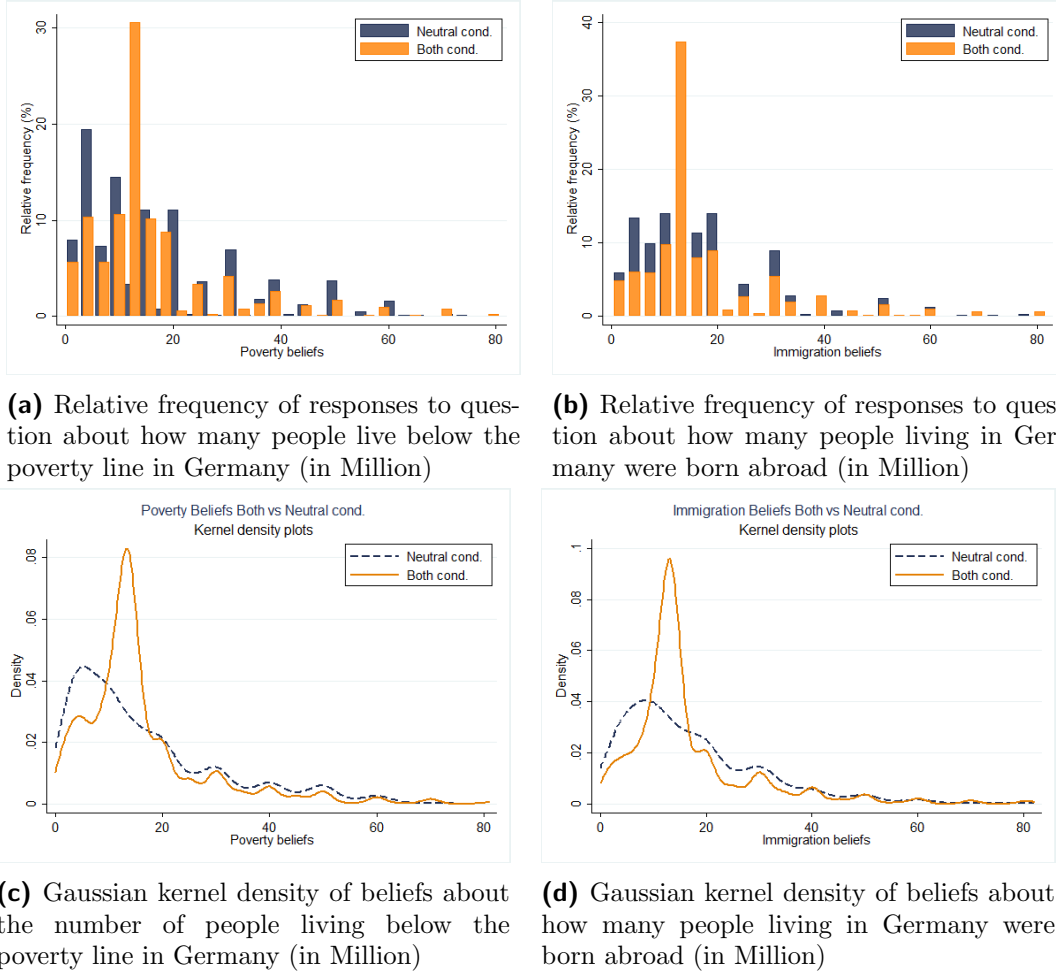 Neutral cond.
Both cond.
Relative frequency (%)
30
20
10
0
0 20 40 60 80
Poverty beliefs
Neutral cond.
Both cond.
Relative frequency (%)
40
30
20
10
0
0 20 40 60 80
Immigration beliefs
(a) Relative frequency of responses to ques-
tion about how many people live below the
poverty line in Germany (in Million)
(b) Relative frequency of responses to ques
tion about how many people living in Ger
many were born abroad (in Million)
Poverty Beliefs Both vs Neutral cond.
Kernel density plots
Neutral cond.
Both cond.
Density
.08
.06
.04
.02
0
0 20 40 60 80
Poverty beliefs
Immigration Beliefs Both vs Neutral cond.
Kernel density plots
Neutral cond.
Both cond.
Density
.1
.08
.06
.04
.02
0
0 20 40 60 80
Immigration beliefs
(c) Gaussian kernel density of beliefs about
the number of people living below the
poverty line in Germany (in Million)
(d) Gaussian kernel density of beliefs about
how many people living in Germany were
born abroad (in Million)